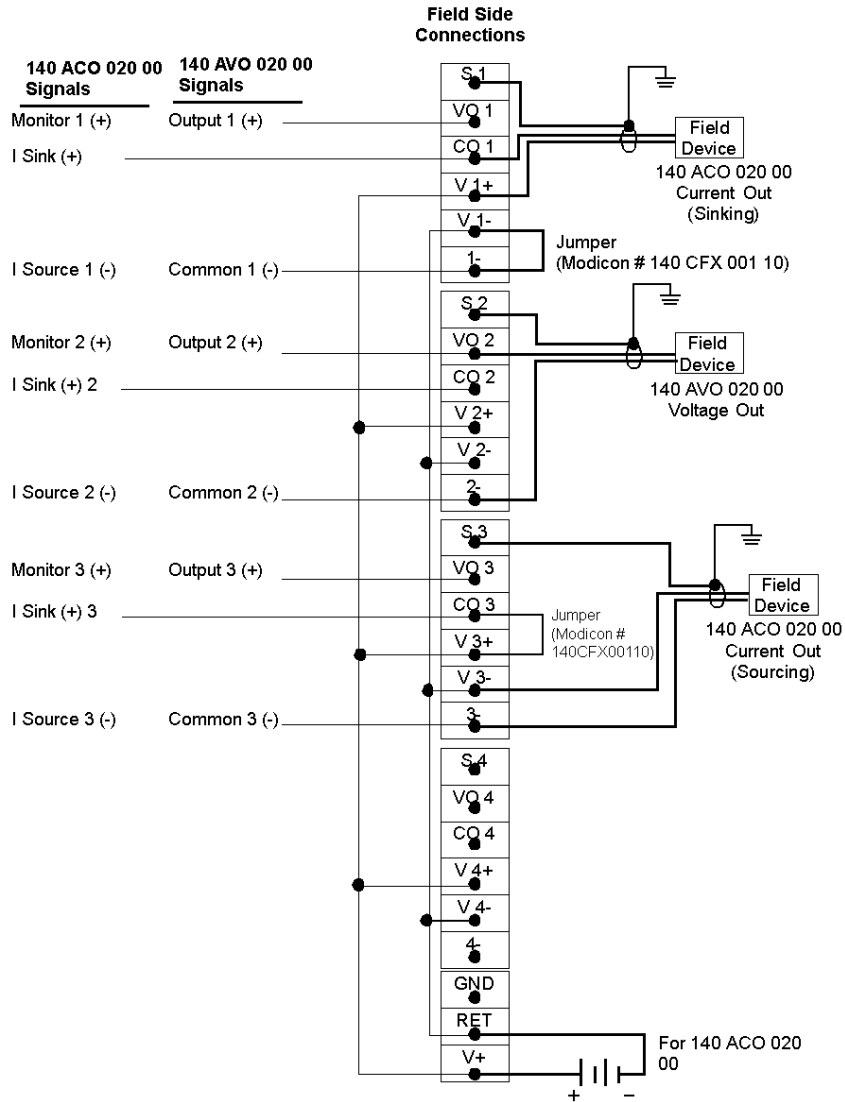 Field Side
Connections
140 ACO 020 00
Signals
140 AVO 020 00
Signals
S 1
Monitor 1 (+)
Output 1 (+)
VO 1
Field
Device
I Sink (+)
CO 1
140 ACO 020 00
Current Out
(Sinking)
V 1+
V 1-
Jumper
(Modicon # 140 CFX 001 10)
I Source 1 (-)
Common 1 (-)
1-
S 2
Monitor 2 (+)
Output 2 (+)
VO 2
Field
Device
I Sink (+) 2
CO 2
140 AVO 020 00
Voltage Out
V 2+
V 2-
I Source 2 (-)
Common 2 (-)
2-
S 3
Monitor 3 (+)
Output 3 (+)
VO 3
Field
Device
I Sink (+) 3
CO 3
Jumper
(Modicon #
140CFX00110)
140 ACO 020 00
Current Out
(Sourcing)
V 3+
V 3-
I Source 3 (-)
Common 3 (-)
3-
S 4
VO 4
CO 4
V 4+
V 4-
4-
GND
RET
For 140 ACO 020
00
V+
+ −